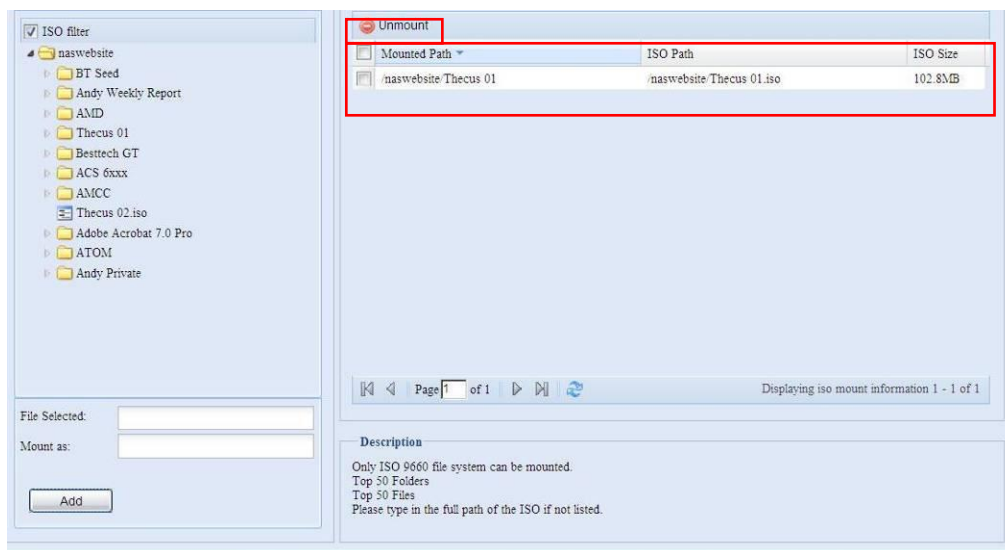 ISO filter
naswebsite
BT Seed
Andy Weekly Report
AMD
Thecus 01
Besttech GT
ACS 6xxx
AMCC
Thecus 02.iso
Adobe Acrobat 7.0 Pro
ATOM
Andy Private
File Selected:
Mount as:
Add
Unmount
Mounted Path ISO Path ISO Size
/naswebsite/Thecus 01 /naswebsite/Thecus 01.iso 102.8MB
Page 1 of 1 Displaying iso mount information 1 - 1 of 1
Description
Only ISO 9660 file system can be mounted.
Top 50 Folders
Top 50 Files
Please type in the full path of the ISO if not listed.